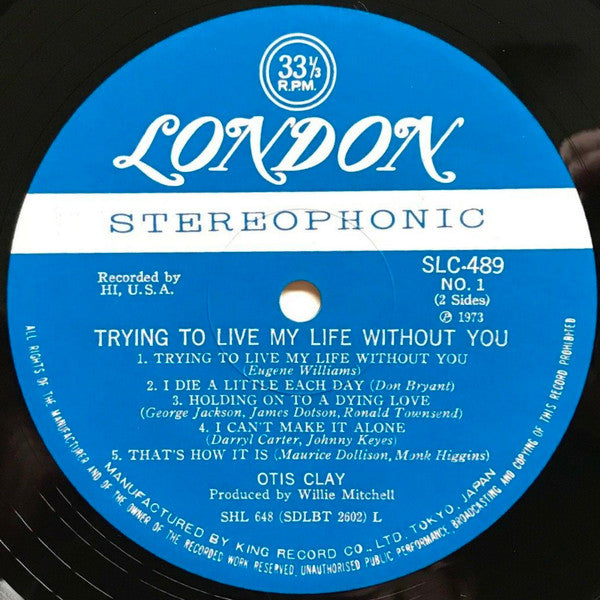 33⅓
R.P.M.
LONDON
STEREOPHONIC
Recorded by
HI, U.S.A.
SLC-489
NO. 1
(2 Sides)
Ⓟ 1973
TRYING TO LIVE MY LIFE WITHOUT YOU
1. TRYING TO LIVE MY LIFE WITHOUT YOU
(Eugene Williams)
2. I DIE A LITTLE EACH DAY (Don Bryant)
3. HOLDING ON TO A DYING LOVE
(George Jackson, James Dotson, Ronald Townsend)
4. I CAN'T MAKE IT ALONE
(Darryl Carter, Johnny Keyes)
5. THAT'S HOW IT IS (Maurice Dollison, Monk Higgins)
OTIS CLAY
Produced by Willie Mitchell
SHL 648 (SDLBT 2602) L
MANUFACTURED BY KING RECORD CO., LTD. TOKYO, JAPAN
ALL RIGHTS OF THE MANUFACTURER AND OF THE OWNER OF THE RECORDED WORK RESERVED, UNAUTHORISED PUBLIC PERFORMANCE, BROADCASTING AND COPYING OF THIS RECORD PROHIBITED